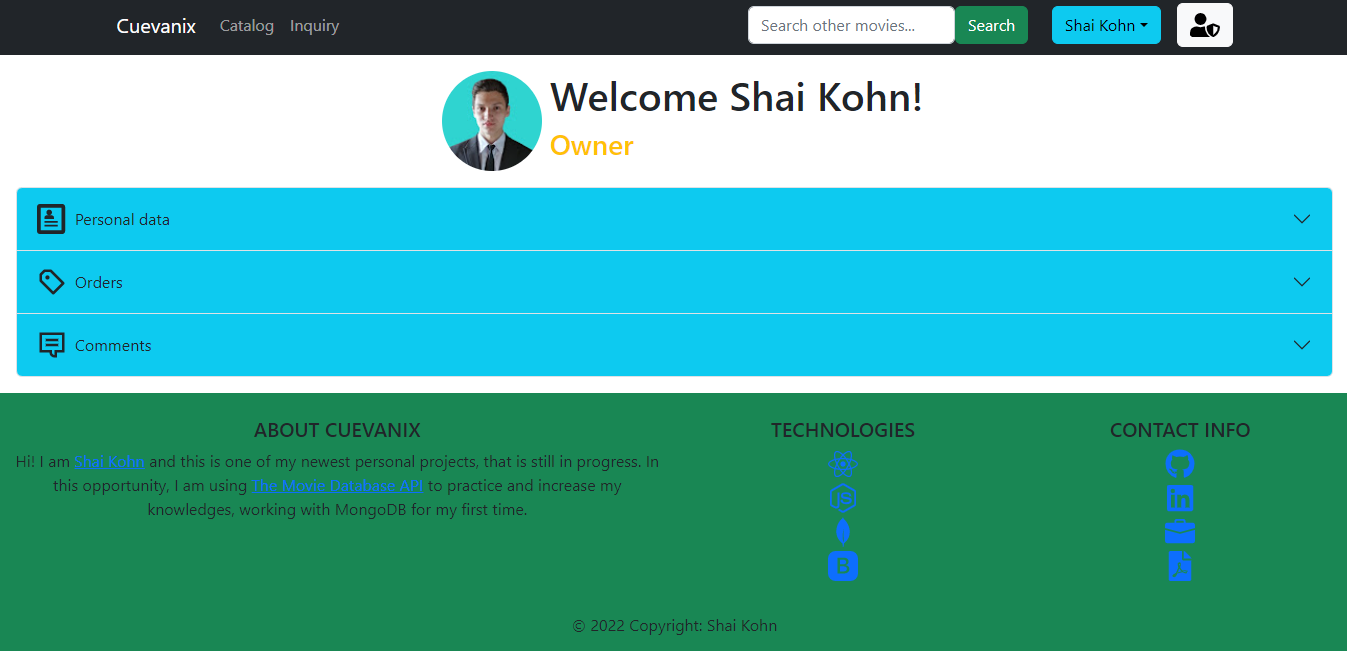 Cuevanix Catalog Inquiry Search other movies... Search Shai Kohn
Welcome Shai Kohn!
Owner
Personal data
Orders
Comments
ABOUT CUEVANIX
Hi! I am Shai Kohn and this is one of my newest personal projects, that is still in progress. In
this opportunity, I am using The Movie Database API to practice and increase my
knowledges, working with MongoDB for my first time.
TECHNOLOGIES
JS
B
CONTACT INFO
in
© 2022 Copyright: Shai Kohn